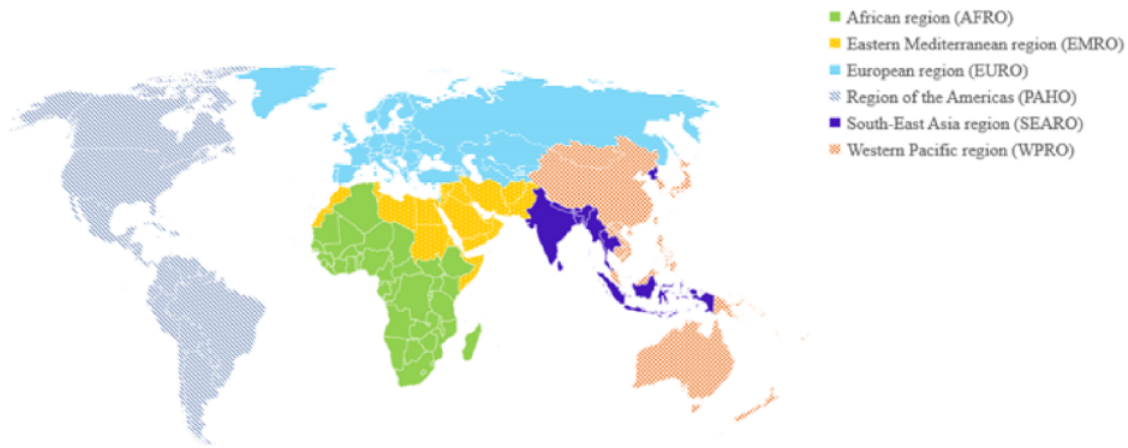 African region (AFRO)
Eastern Mediterranean region (EMRO)
European region (EURO)
Region of the Americas (PAHO)
South-East Asia region (SEARO)
Western Pacific region (WPRO)